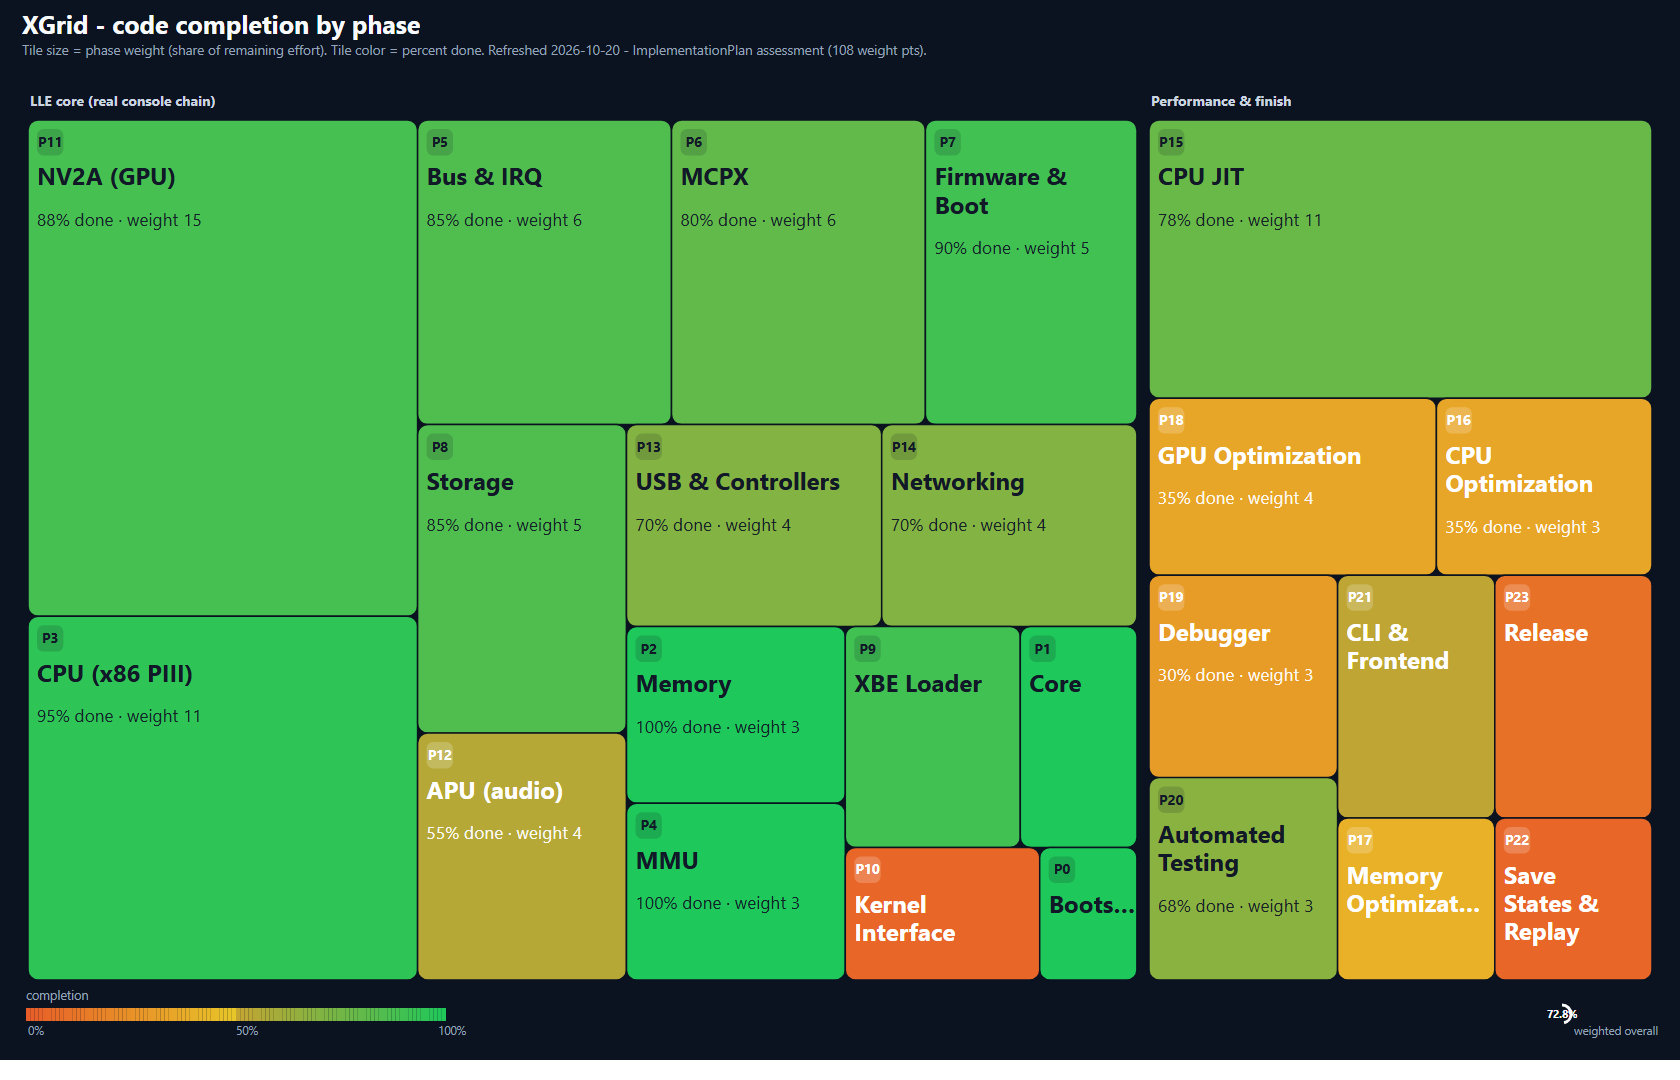 XGrid - code completion by phase
Tile size = phase weight (share of remaining effort). Tile color = percent done. Refreshed 2026-10-20 - ImplementationPlan assessment (108 weight pts).
LLE core (real console chain)
P11
NV2A (GPU)
88% done · weight 15
P5
Bus & IRQ
85% done · weight 6
P6
MCPX
80% done · weight 6
P7
Firmware &
Boot
90% done · weight 5
P8
Storage
85% done · weight 5
P13
USB & Controllers
70% done · weight 4
P14
Networking
70% done · weight 4
P3
CPU (x86 PIII)
95% done · weight 11
P2
Memory
100% done · weight 3
P9
XBE Loader
P1
Core
P12
APU (audio)
55% done · weight 4
P4
MMU
100% done · weight 3
P10
Kernel
Interface
P0
Boots...
Performance & finish
P15
CPU JIT
78% done · weight 11
P18
GPU Optimization
35% done · weight 4
P16
CPU
Optimization
35% done · weight 3
P19
Debugger
30% done · weight 3
P21
CLI &
Frontend
P23
Release
P20
Automated
Testing
68% done · weight 3
P17
Memory
Optimizat...
P22
Save
States &
Replay
completion
0%
50%
100%
72.8%
weighted overall